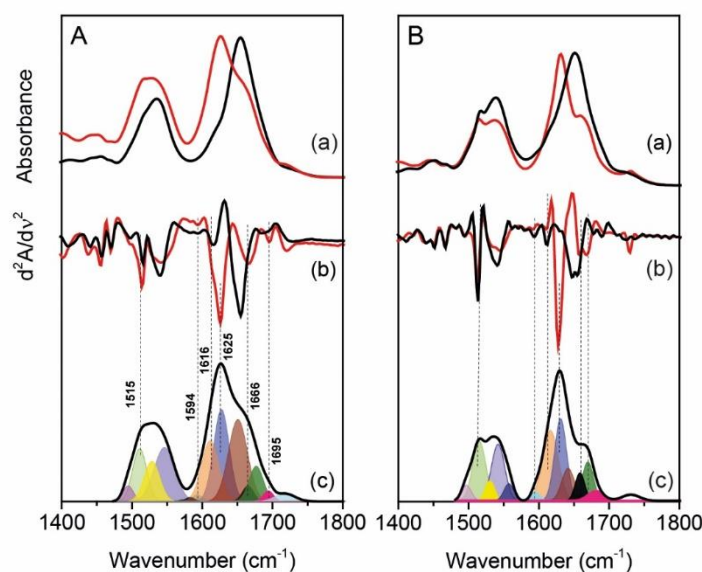 A
B
Absorbance
(a)
(a)
d²A/dν²
(b)
(b)
1515
1594
1616
1625
1666
1695
(c)
(c)
1400 1500 1600 1700 1800
1400 1500 1600 1700 1800
Wavenumber (cm⁻¹)
Wavenumber (cm⁻¹)